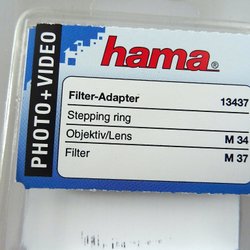 PHOTO+VIDEO
hama®
Filter-Adapter 13437
Stepping ring
Objektiv/Lens M 34
Filter M 37